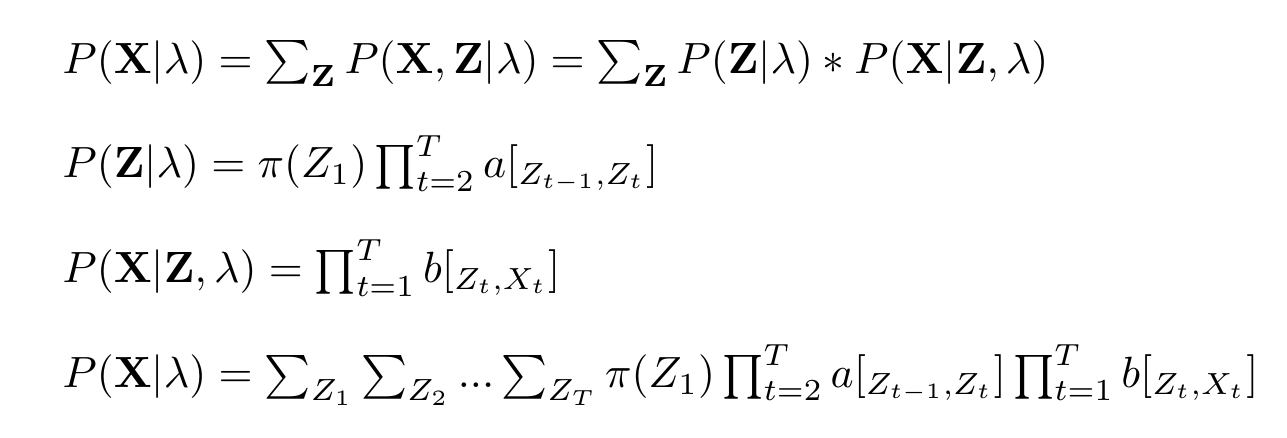 P(𝐗|λ) = ∑_𝐙 P(𝐗, 𝐙|λ) = ∑_𝐙 P(𝐙|λ) ∗ P(𝐗|𝐙, λ)
P(𝐙|λ) = π(Z_1) ∏_{t=2}^{T} a[_{Z_{t−1},Z_t}]
P(𝐗|𝐙, λ) = ∏_{t=1}^{T} b[_{Z_t,X_t}]
P(𝐗|λ) = ∑_{Z_1} ∑_{Z_2} ... ∑_{Z_T} π(Z_1) ∏_{t=2}^{T} a[_{Z_{t−1},Z_t}] ∏_{t=1}^{T} b[_{Z_t,X_t}]